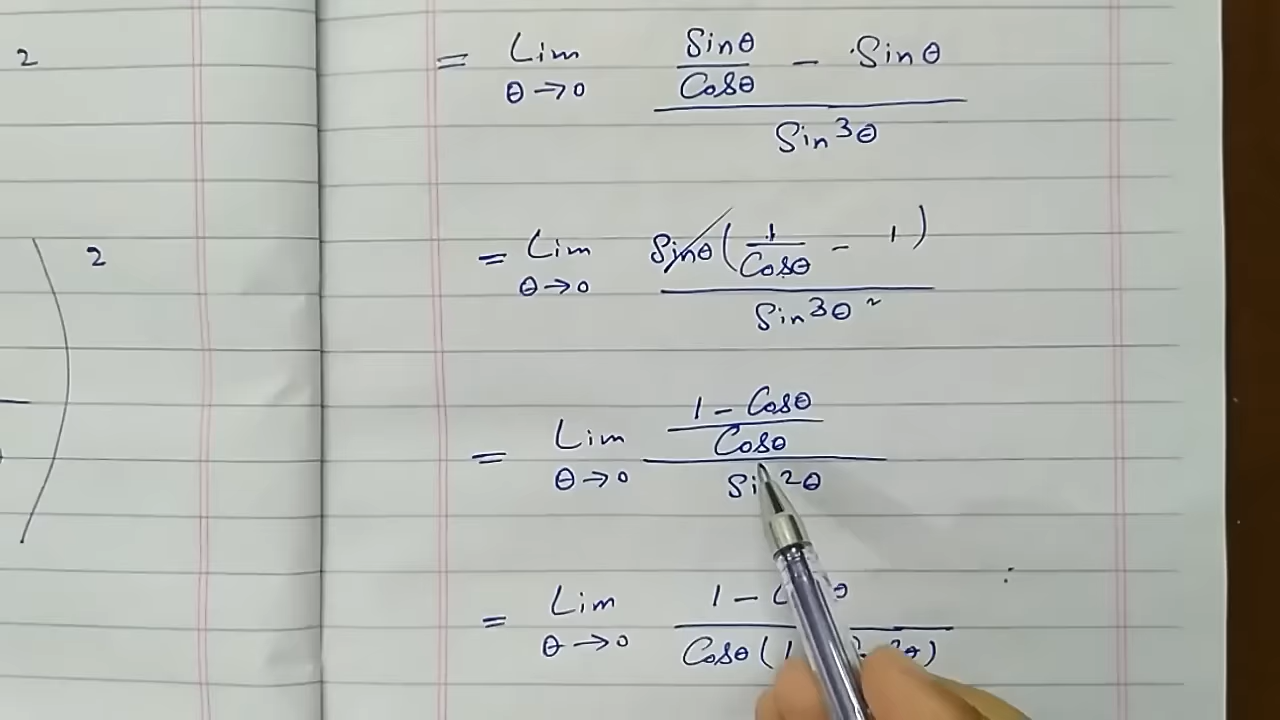 2
= Lim θ→0 (Sinθ/Cosθ - Sinθ) / Sin³θ
2
= Lim θ→0 Sinθ(1/Cosθ - 1) / Sin³θ ²
= Lim θ→0 ((1 - Cosθ)/Cosθ) / Sin²θ
= Lim θ→0 1 - / Cosθ(1